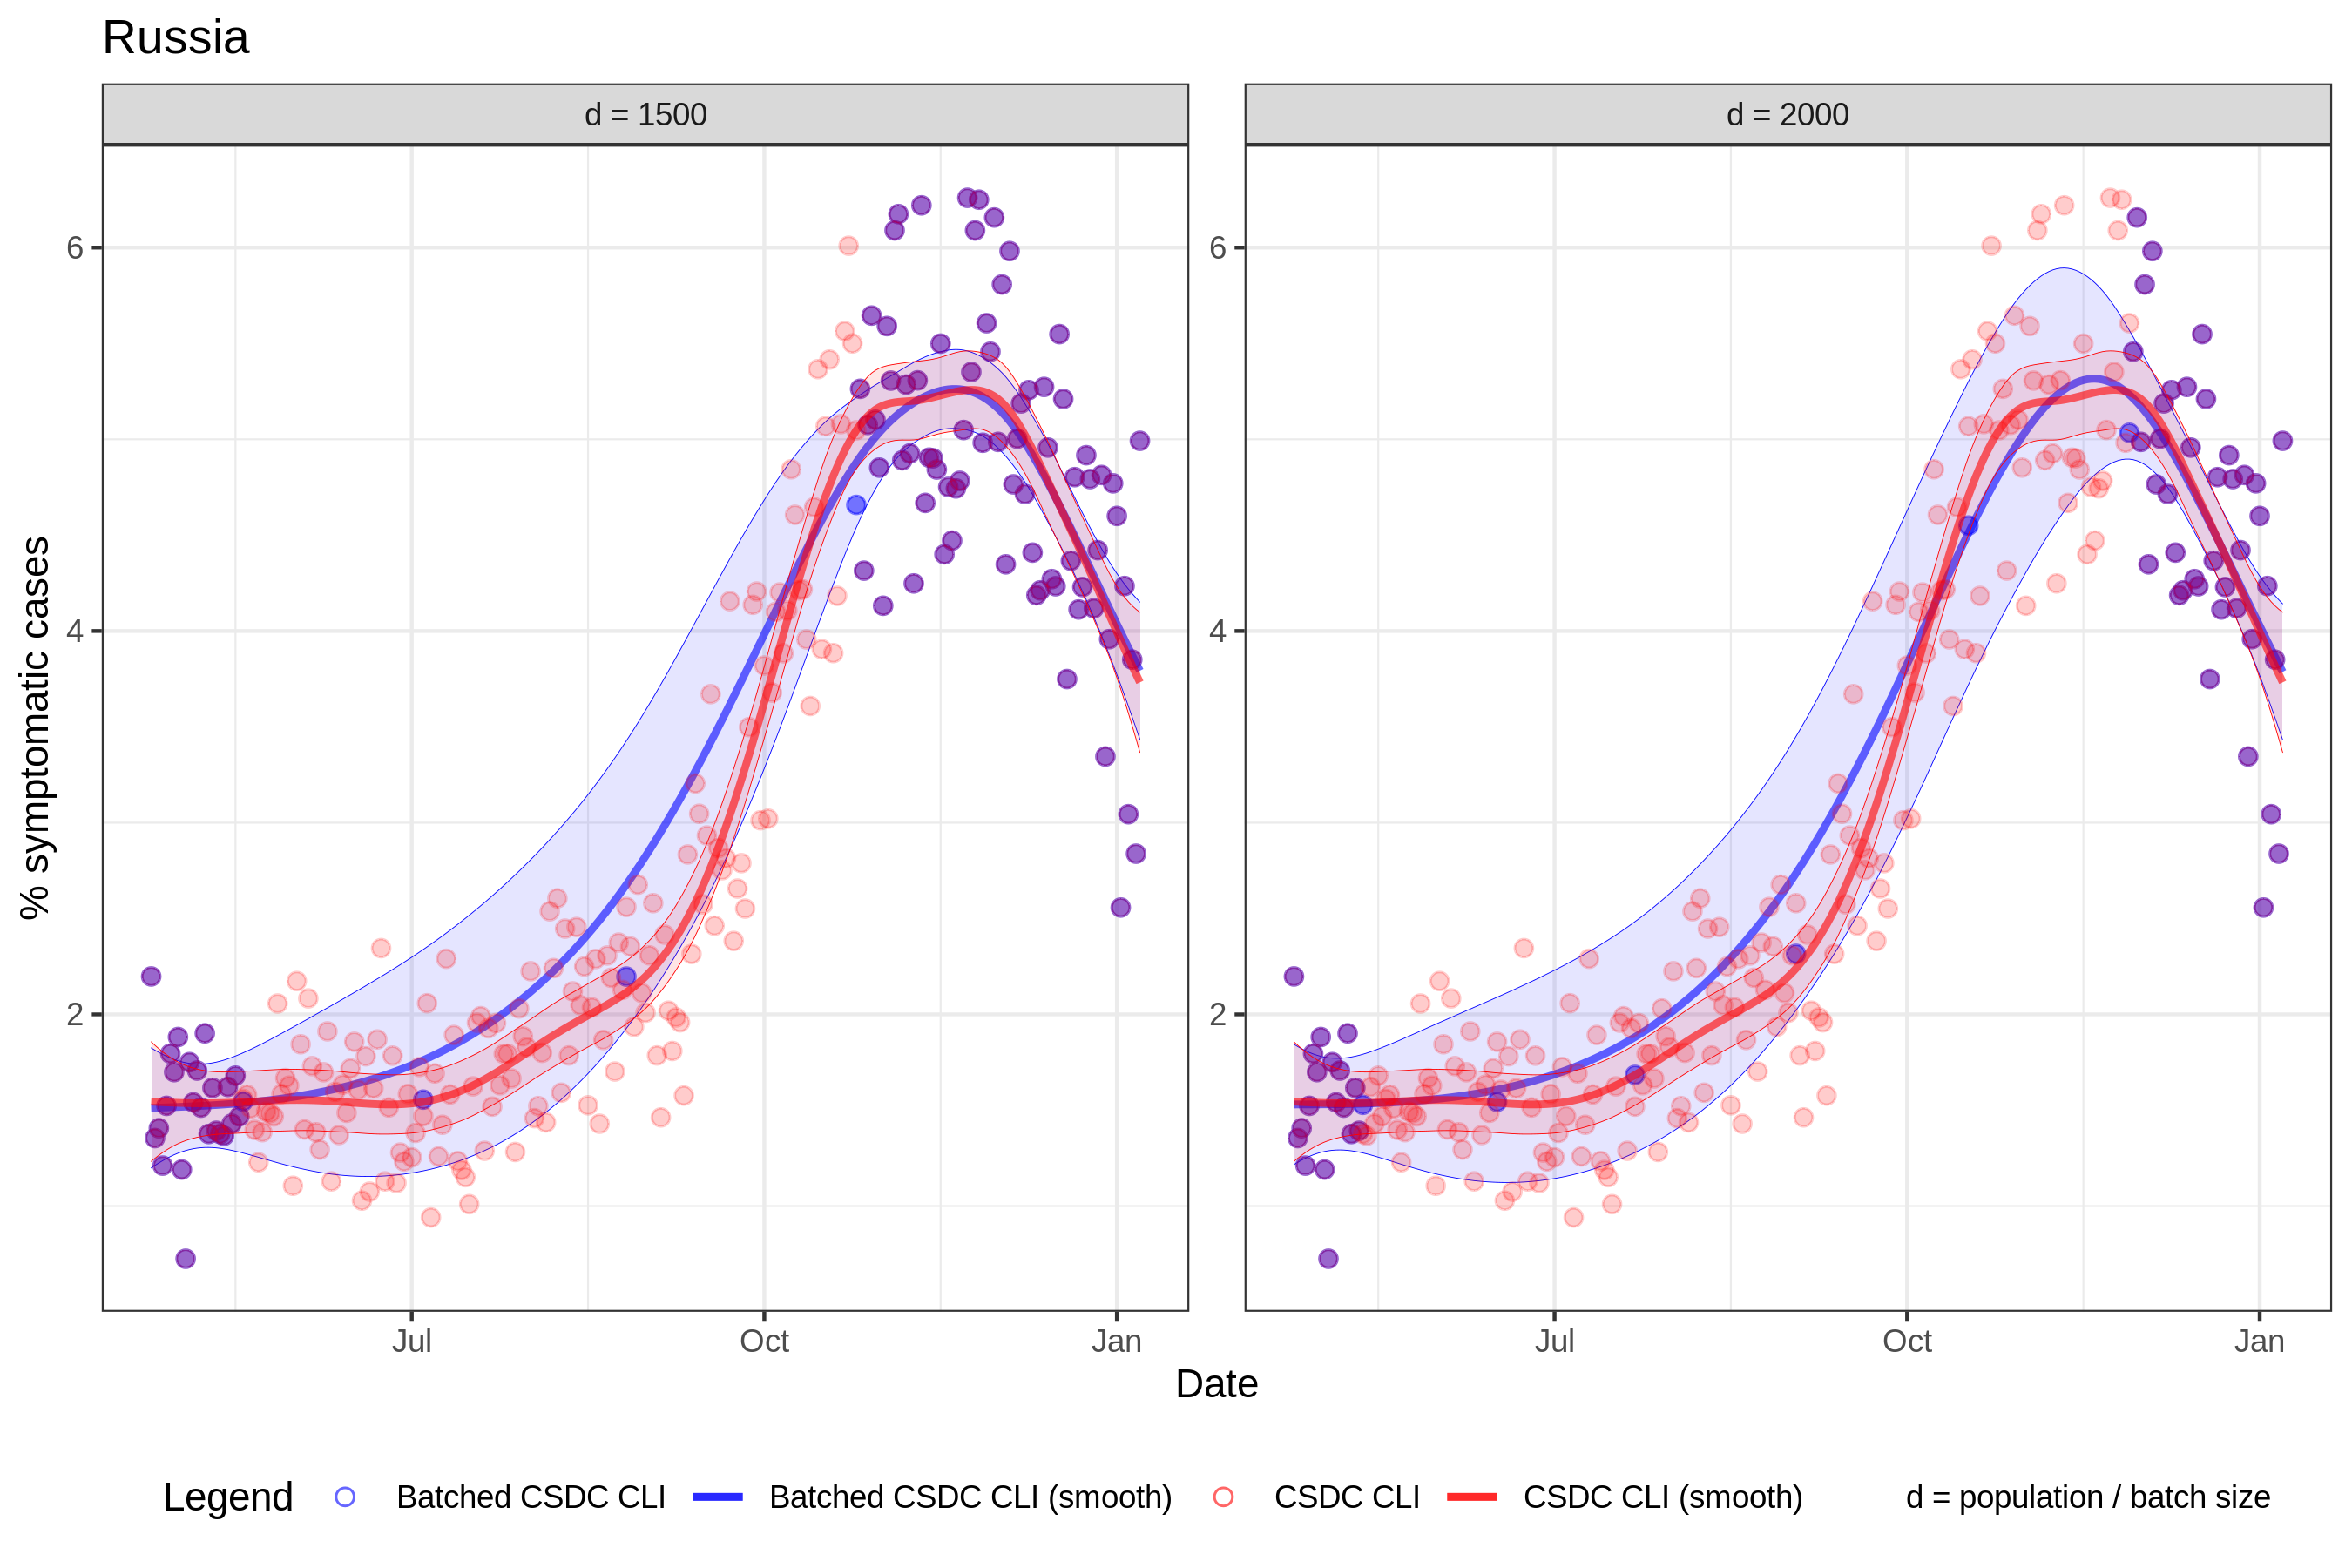 Russia
d = 1500
d = 2000
% symptomatic cases
6
4
2
6
4
2
Jul
Oct
Jan
Jul
Oct
Jan
Date
Legend
Batched CSDC CLI
Batched CSDC CLI (smooth)
CSDC CLI
CSDC CLI (smooth)
d = population / batch size